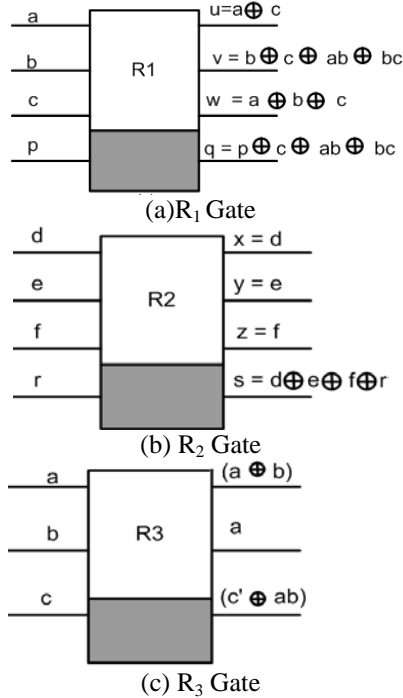 a
u=a⊕ c
b
R1
v = b ⊕ c ⊕ ab ⊕ bc
c
w = a ⊕ b ⊕ c
p
q = p ⊕ c ⊕ ab ⊕ bc
(a)R₁ Gate
d
x = d
e
R2
y = e
f
z = f
r
s = d⊕e⊕ f⊕r
(b) R₂ Gate
a
(a ⊕ b)
b
R3
a
c
(c' ⊕ ab)
(c) R₃ Gate